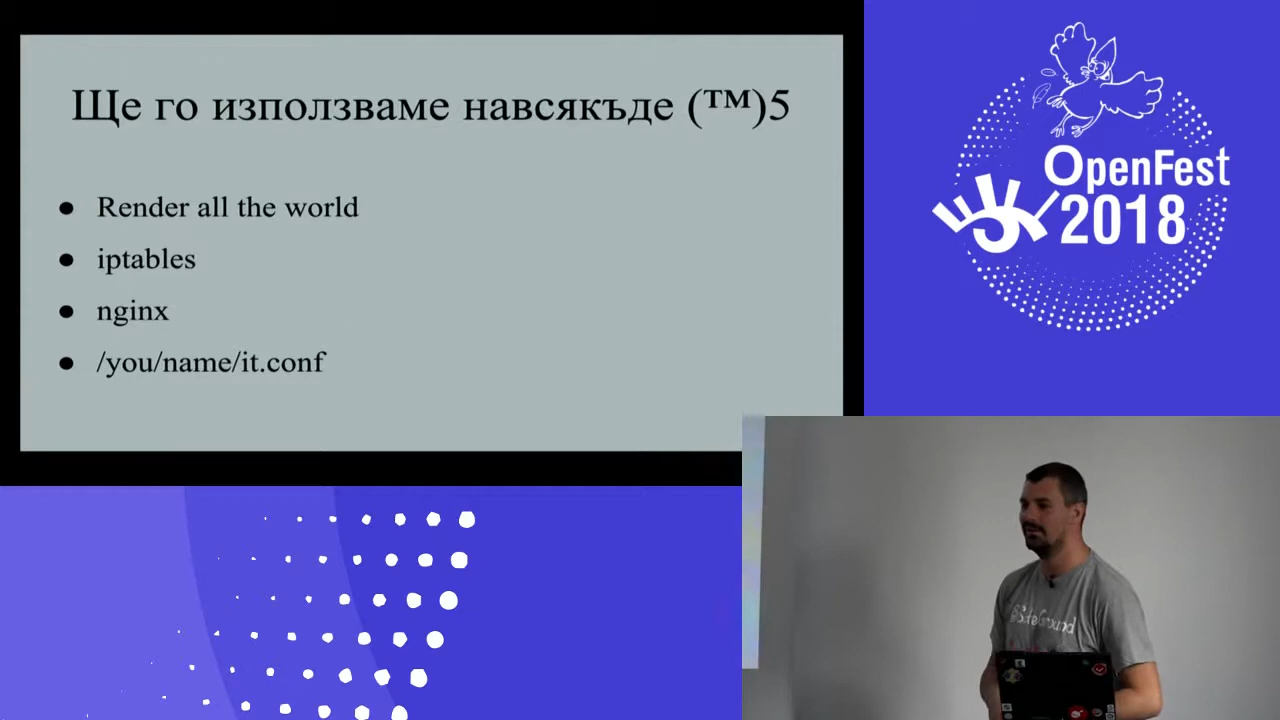 Ще го използваме навсякъде (™)5
● Render all the world
● iptables
● nginx
● /you/name/it.conf
OpenFest
2018
@SiteGround